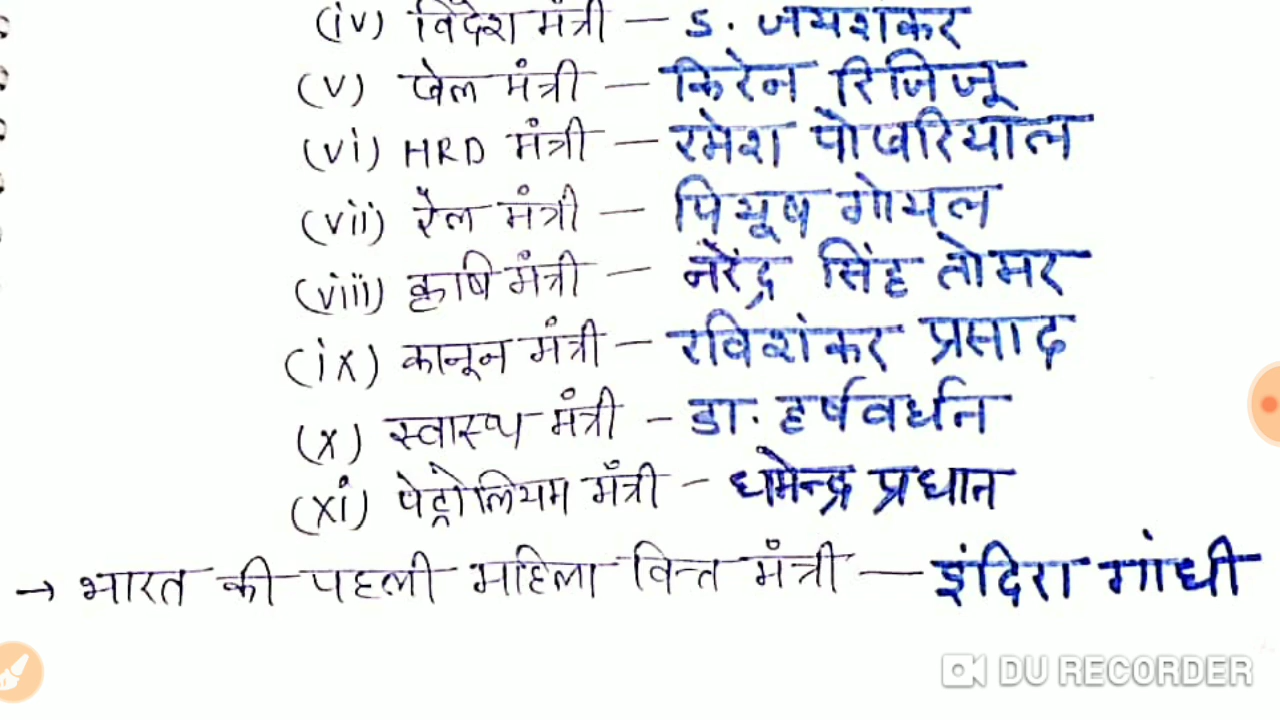 (iv) विदेश मंत्री – S. जयशंकर
(v) खेल मंत्री – किरेन रिजिजू
(vi) HRD मंत्री – रमेश पोखरियाल
(vii) रेल मंत्री – पियूष गोयल
(viii) कृषि मंत्री – नरेंद्र सिंह तोमर
(ix) कानून मंत्री – रविशंकर प्रसाद
(x) स्वास्थ मंत्री – डा. हर्षवर्धन
(xi) पेट्रोलियम मंत्री – धमेन्द्र प्रधान
→ भारत की पहली महिला वित्त मंत्री – इंदिरा गांधी
DU RECORDER